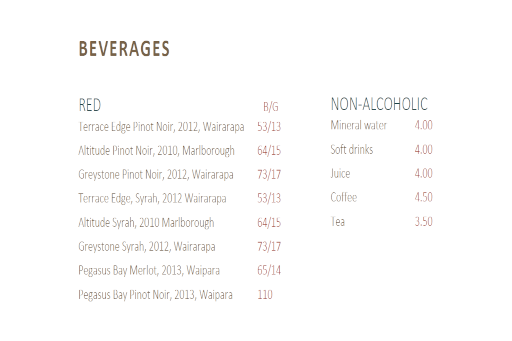 BEVERAGES
RED B/G
Terrace Edge Pinot Noir, 2012, Wairarapa 53/13
Altitude Pinot Noir, 2010, Marlborough 64/15
Greystone Pinot Noir, 2012, Wairarapa 73/17
Terrace Edge, Syrah, 2012 Wairarapa 53/13
Altitude Syrah, 2010 Marlborough 64/15
Greystone Syrah, 2012, Wairarapa 73/17
Pegasus Bay Merlot, 2013, Waipara 65/14
Pegasus Bay Pinot Noir, 2013, Waipara 110
NON-ALCOHOLIC
Mineral water 4.00
Soft drinks 4.00
Juice 4.00
Coffee 4.50
Tea 3.50